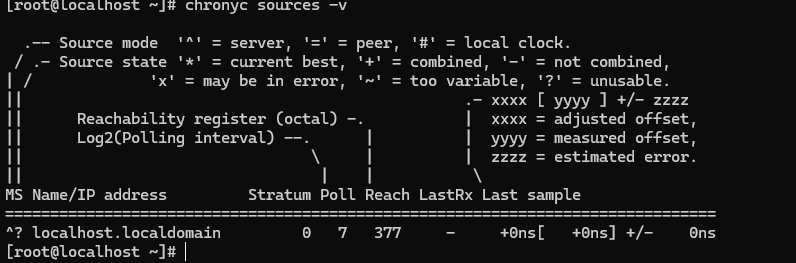 [root@localhost ~]# chronyc sources -v

  .-- Source mode  '^' = server, '=' = peer, '#' = local clock.
 / .- Source state '*' = current best, '+' = combined, '-' = not combined,
| /             'x' = may be in error, '~' = too variable, '?' = unusable.
||                                                 .- xxxx [ yyyy ] +/- zzzz
||      Reachability register (octal) -.           |  xxxx = adjusted offset,
||      Log2(Polling interval) --.      |          |  yyyy = measured offset,
||                                \     |          |  zzzz = estimated error.
||                                 |    |           \
MS Name/IP address         Stratum Poll Reach LastRx Last sample
===============================================================================
^? localhost.localdomain         0   7   377     -     +0ns[   +0ns] +/-    0ns
[root@localhost ~]#